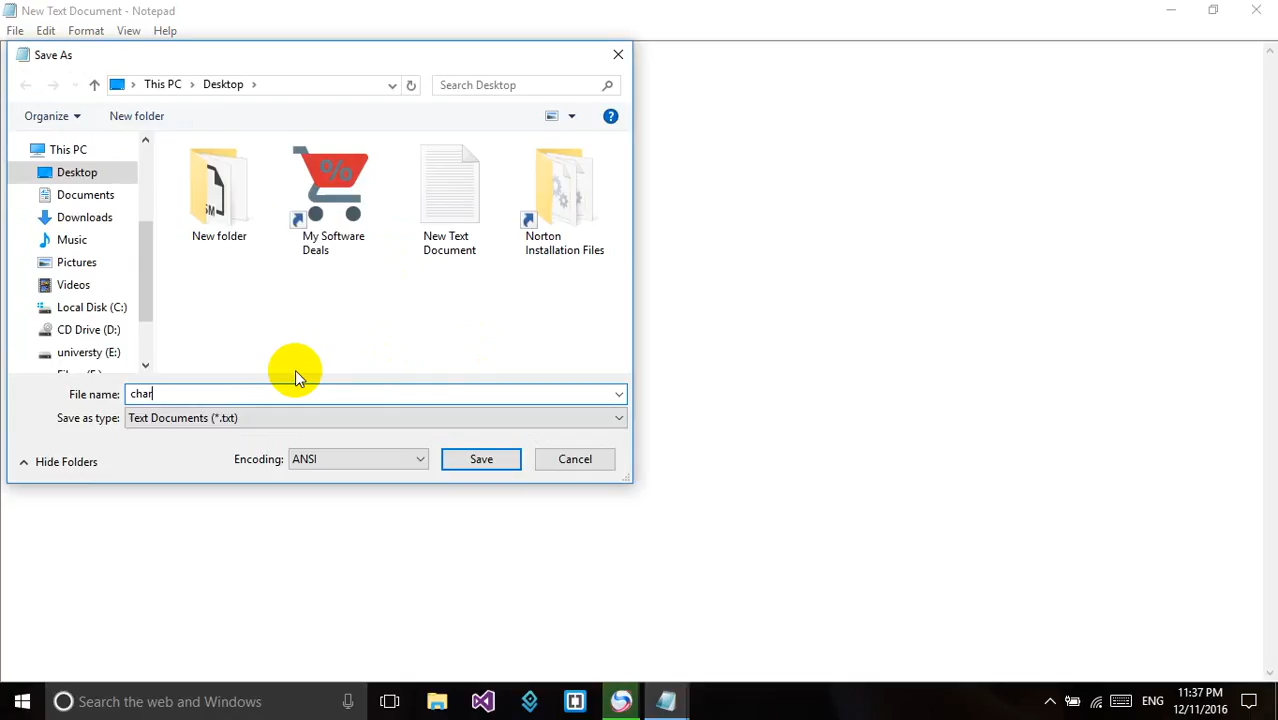 New Text Document - Notepad
File Edit Format View Help
Save As
This PC Desktop
Search Desktop
Organize New folder
This PC
Desktop
Documents
Downloads
Music
Pictures
Videos
Local Disk (C:)
CD Drive (D:)
universty (E:)
New folder
My Software
Deals
New Text
Document
Norton
Installation Files
File name: char
Save as type: Text Documents (*.txt)
Hide Folders
Encoding: ANSI
Save
Cancel
Search the web and Windows
ENG
11:37 PM
12/11/2016